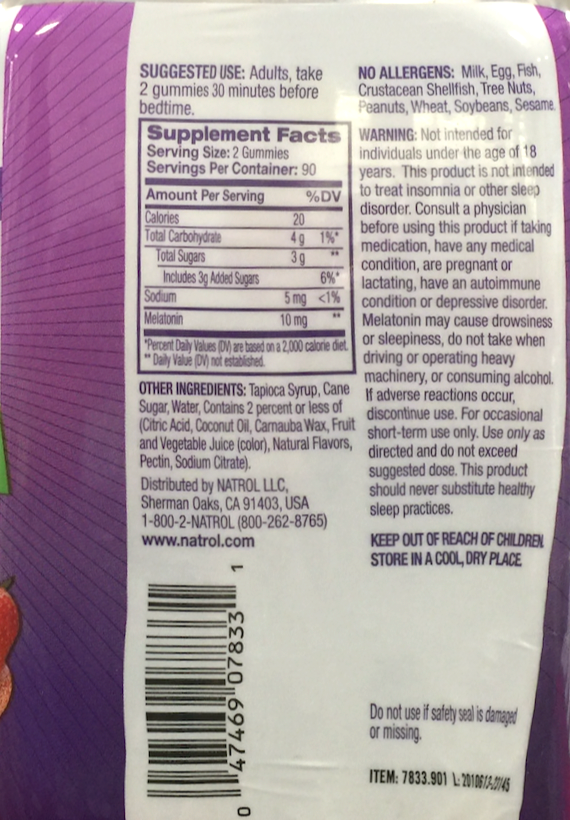 SUGGESTED USE: Adults, take
2 gummies 30 minutes before
bedtime.
Supplement Facts
Serving Size: 2 Gummies
Servings Per Container: 90
Amount Per Serving %DV
Calories 20
Total Carbohydrate 4 g 1%*
Total Sugars 3 g **
Includes 3g Added Sugars 6%*
Sodium 5 mg <1%
Melatonin 10 mg **
*Percent Daily Values (DV) are based on a 2,000 calorie diet.
** Daily Value (DV) not established.
OTHER INGREDIENTS: Tapioca Syrup, Cane
Sugar, Water, Contains 2 percent or less of
(Citric Acid, Coconut Oil, Carnauba Wax, Fruit
and Vegetable Juice (color), Natural Flavors,
Pectin, Sodium Citrate).
Distributed by NATROL LLC,
Sherman Oaks, CA 91403, USA
1-800-2-NATROL (800-262-8765)
www.natrol.com
0 47469 07833 1
NO ALLERGENS: Milk, Egg, Fish,
Crustacean Shellfish, Tree Nuts,
Peanuts, Wheat, Soybeans, Sesame.
WARNING: Not intended for
individuals under the age of 18
years. This product is not intended
to treat insomnia or other sleep
disorder. Consult a physician
before using this product if taking
medication, have any medical
condition, are pregnant or
lactating, have an autoimmune
condition or depressive disorder.
Melatonin may cause drowsiness
or sleepiness, do not take when
driving or operating heavy
machinery, or consuming alcohol.
If adverse reactions occur,
discontinue use. For occasional
short-term use only. Use only as
directed and do not exceed
suggested dose. This product
should never substitute healthy
sleep practices.
KEEP OUT OF REACH OF CHILDREN.
STORE IN A COOL, DRY PLACE.
Do not use if safety seal is damaged
or missing.
ITEM: 7833.901